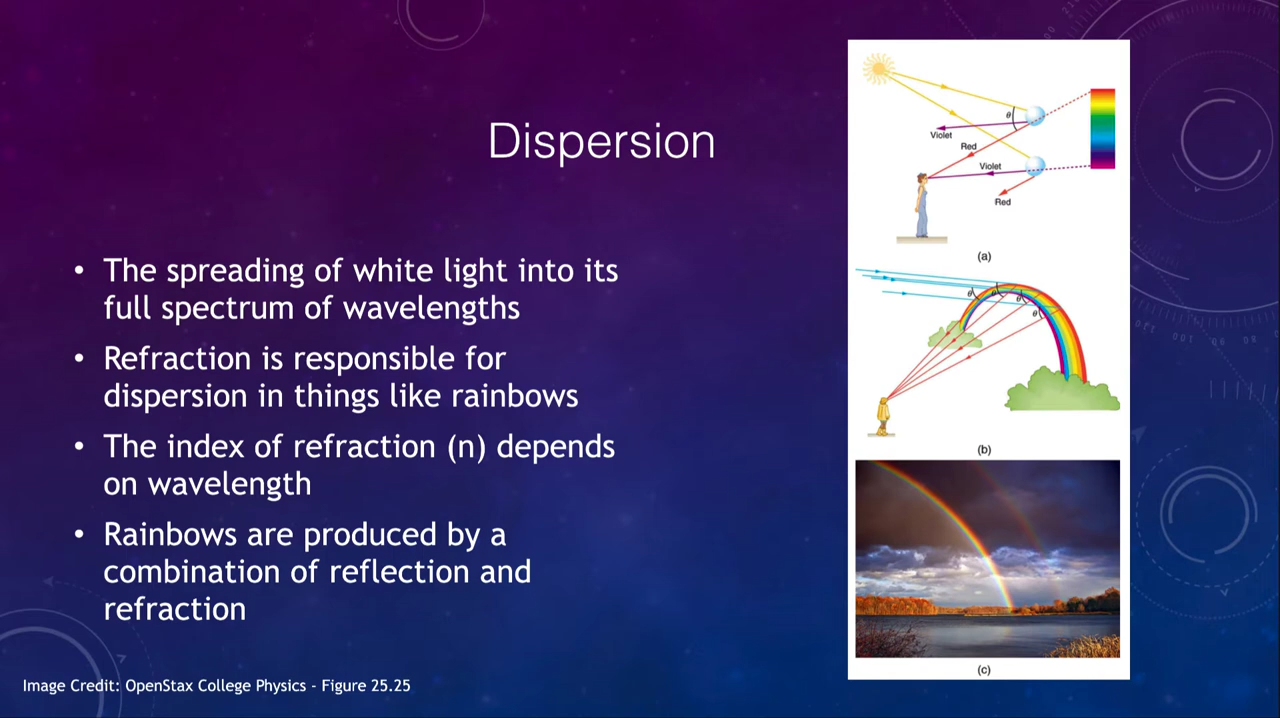 Dispersion
• The spreading of white light into its
full spectrum of wavelengths
• Refraction is responsible for
dispersion in things like rainbows
• The index of refraction (n) depends
on wavelength
• Rainbows are produced by a
combination of reflection and
refraction
Image Credit: OpenStax College Physics - Figure 25.25
θ
Violet
Red
Violet
Red
(a)
θ
θ
θ
θ
(b)
(c)